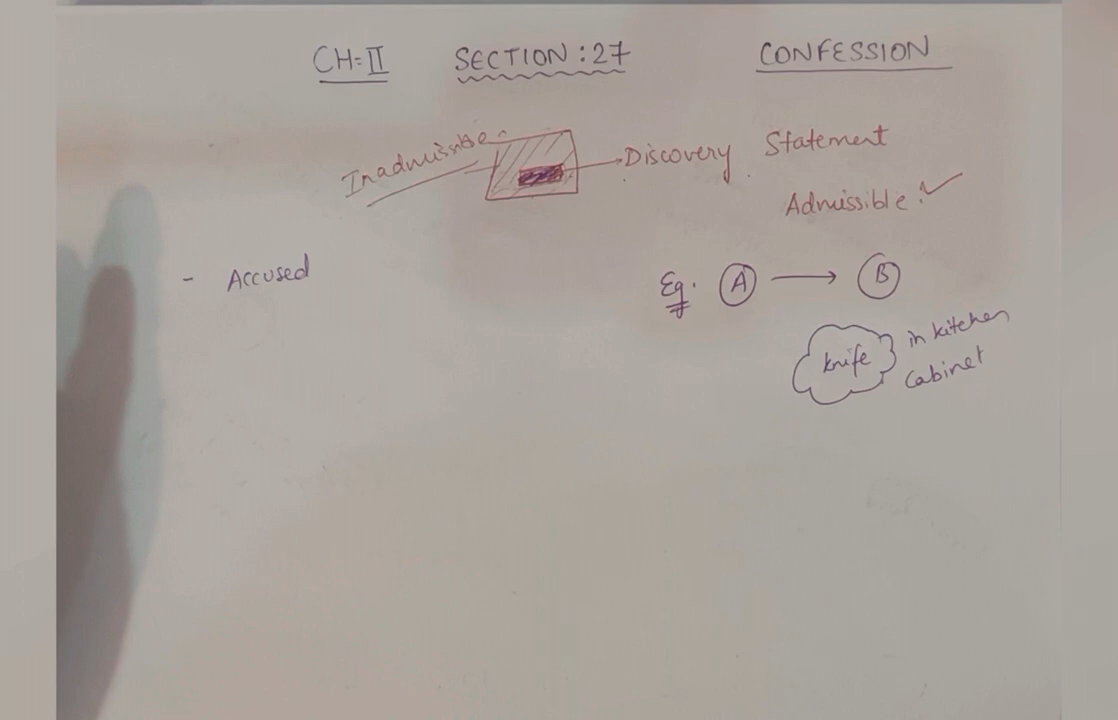 CH=II SECTION:27 CONFESSION
Inadmissible Discovery Statement
Admissible ✓
- Accused
Eg. A → B
knife in kitchen
cabinet